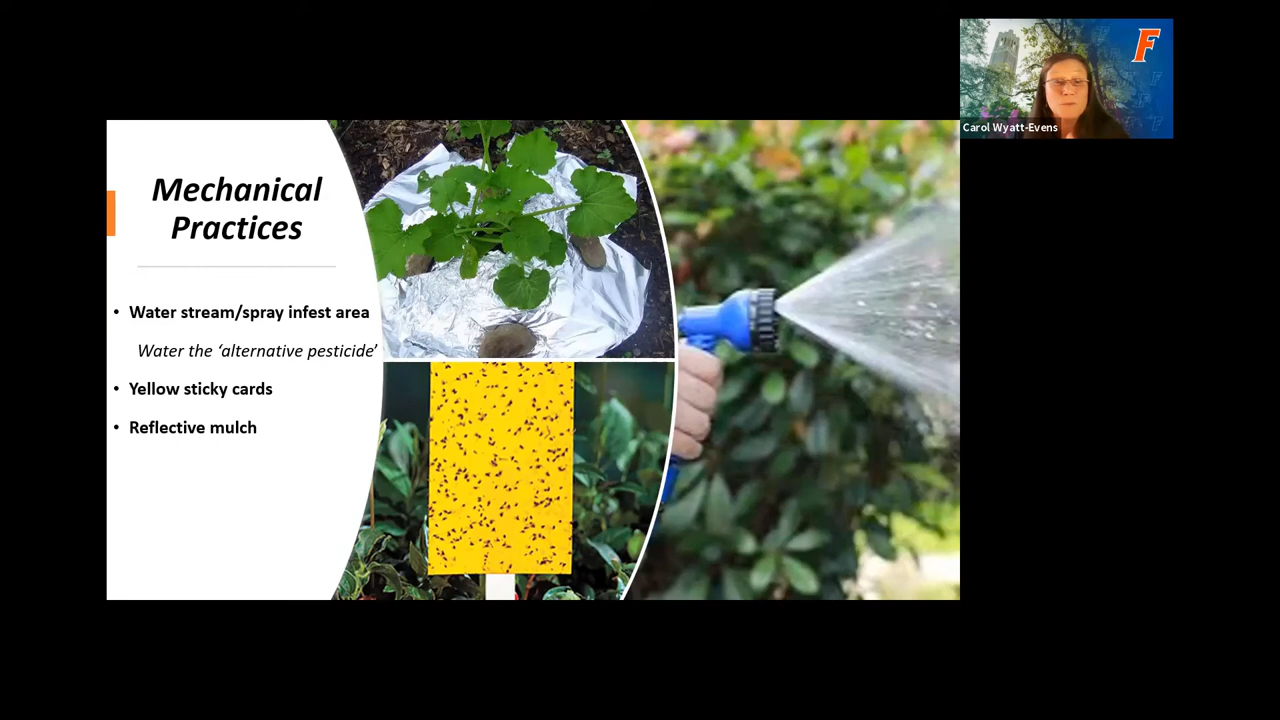 F
Carol Wyatt-Evens
Mechanical
Practices
• Water stream/spray infest area
Water the ‘alternative pesticide’
• Yellow sticky cards
• Reflective mulch